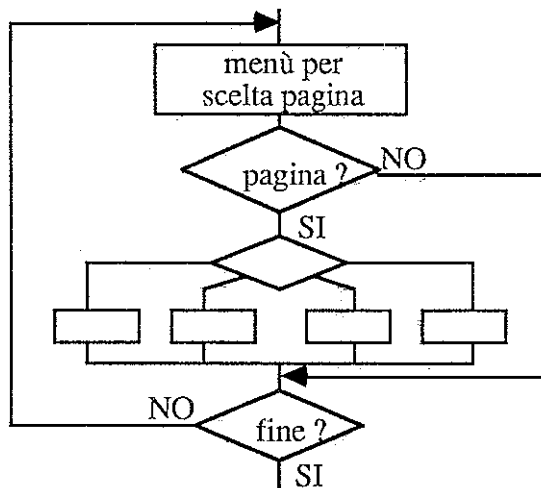 menù per
scelta pagina
pagina ? NO
SI
NO
fine ?
SI